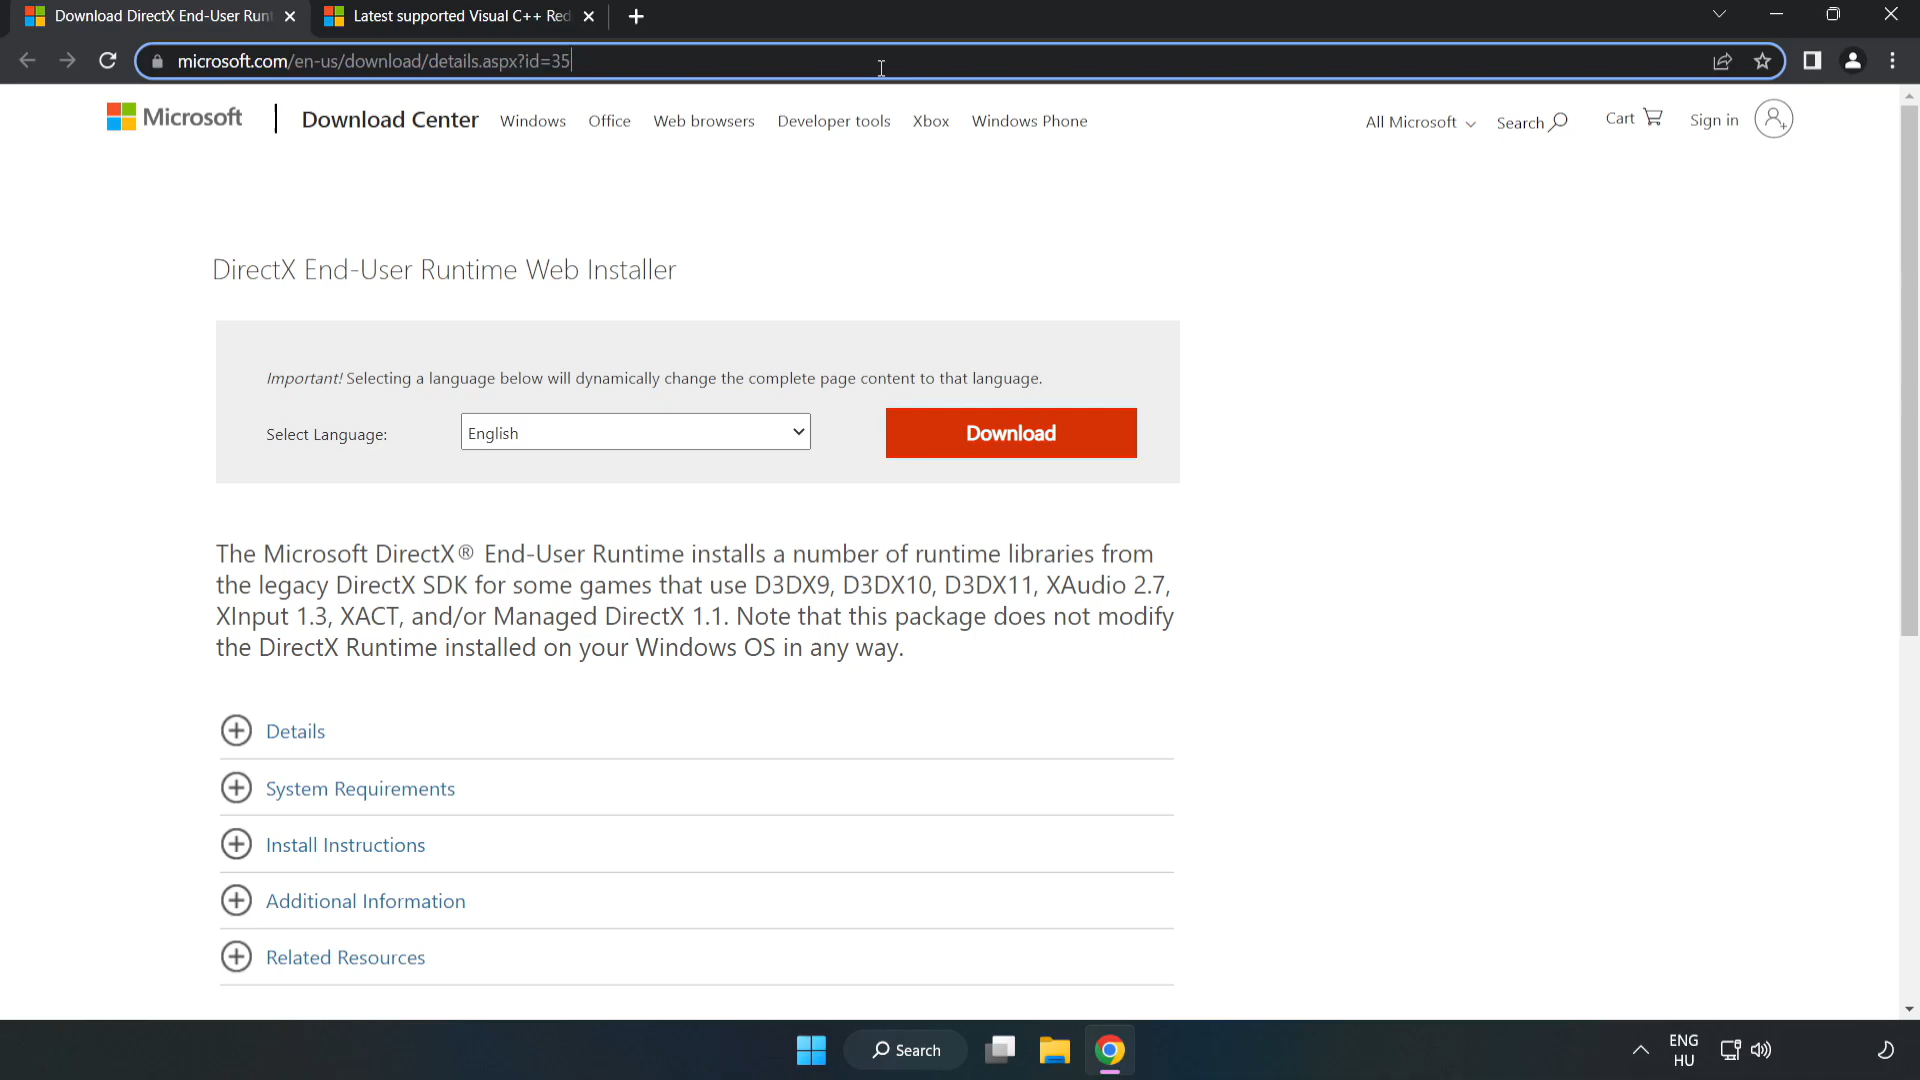 Download DirectX End-User Runt
Latest supported Visual C++ Red
microsoft.com/en-us/download/details.aspx?id=35
Microsoft
Download Center
Windows
Office
Web browsers
Developer tools
Xbox
Windows Phone
All Microsoft
Search
Cart
Sign in
DirectX End-User Runtime Web Installer
Important! Selecting a language below will dynamically change the complete page content to that language.
Select Language:
English
Download
The Microsoft DirectX® End-User Runtime installs a number of runtime libraries from
the legacy DirectX SDK for some games that use D3DX9, D3DX10, D3DX11, XAudio 2.7,
XInput 1.3, XACT, and/or Managed DirectX 1.1. Note that this package does not modify
the DirectX Runtime installed on your Windows OS in any way.
Details
System Requirements
Install Instructions
Additional Information
Related Resources
Search
ENG
HU